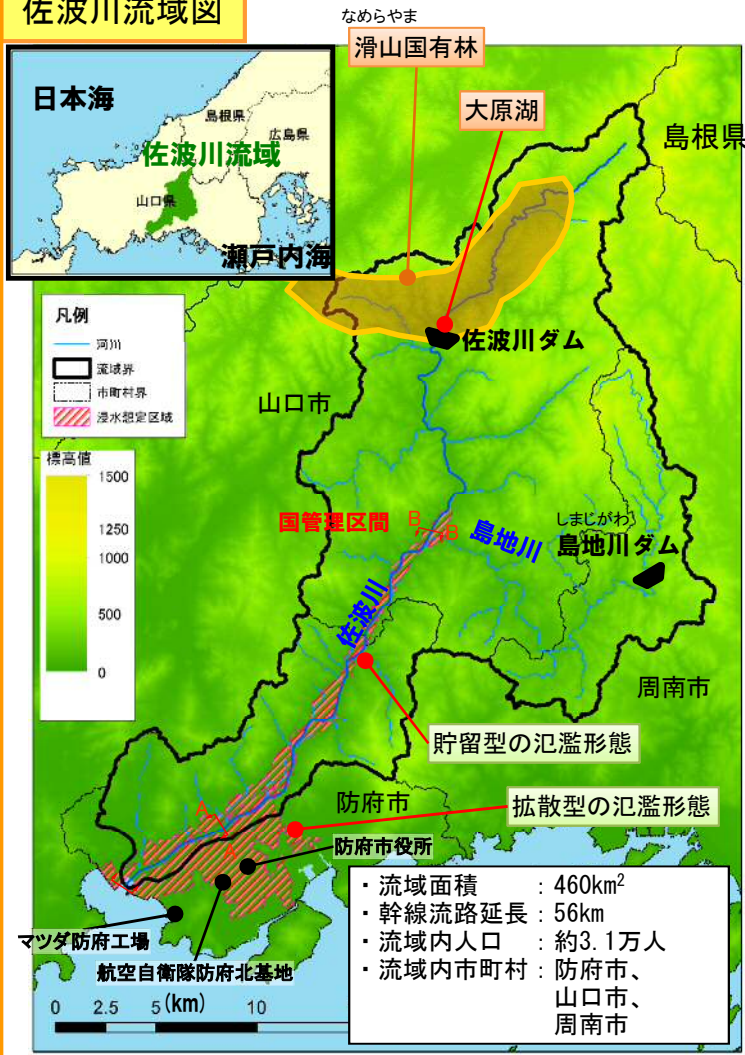 佐波川流域図
なめらやま
滑山国有林
大原湖
島根県
日本海
島根県
広島県
佐波川流域
山口県
瀬戸内海
凡例
河川
流域界
市町村界
浸水想定区域
佐波川ダム
山口市
標高値
1500
1250
1000
500
0
国管理区間
B
B
島地川
しまじがわ
島地川ダム
佐波川
周南市
貯留型の氾濫形態
防府市
拡散型の氾濫形態
A
A
防府市役所
マツダ防府工場
航空自衛隊防府北基地
0 2.5 5(km) 10
・流域面積 : 460km²
・幹線流路延長 : 56km
・流域内人口 : 約3.1万人
・流域内市町村 : 防府市、
山口市、
周南市